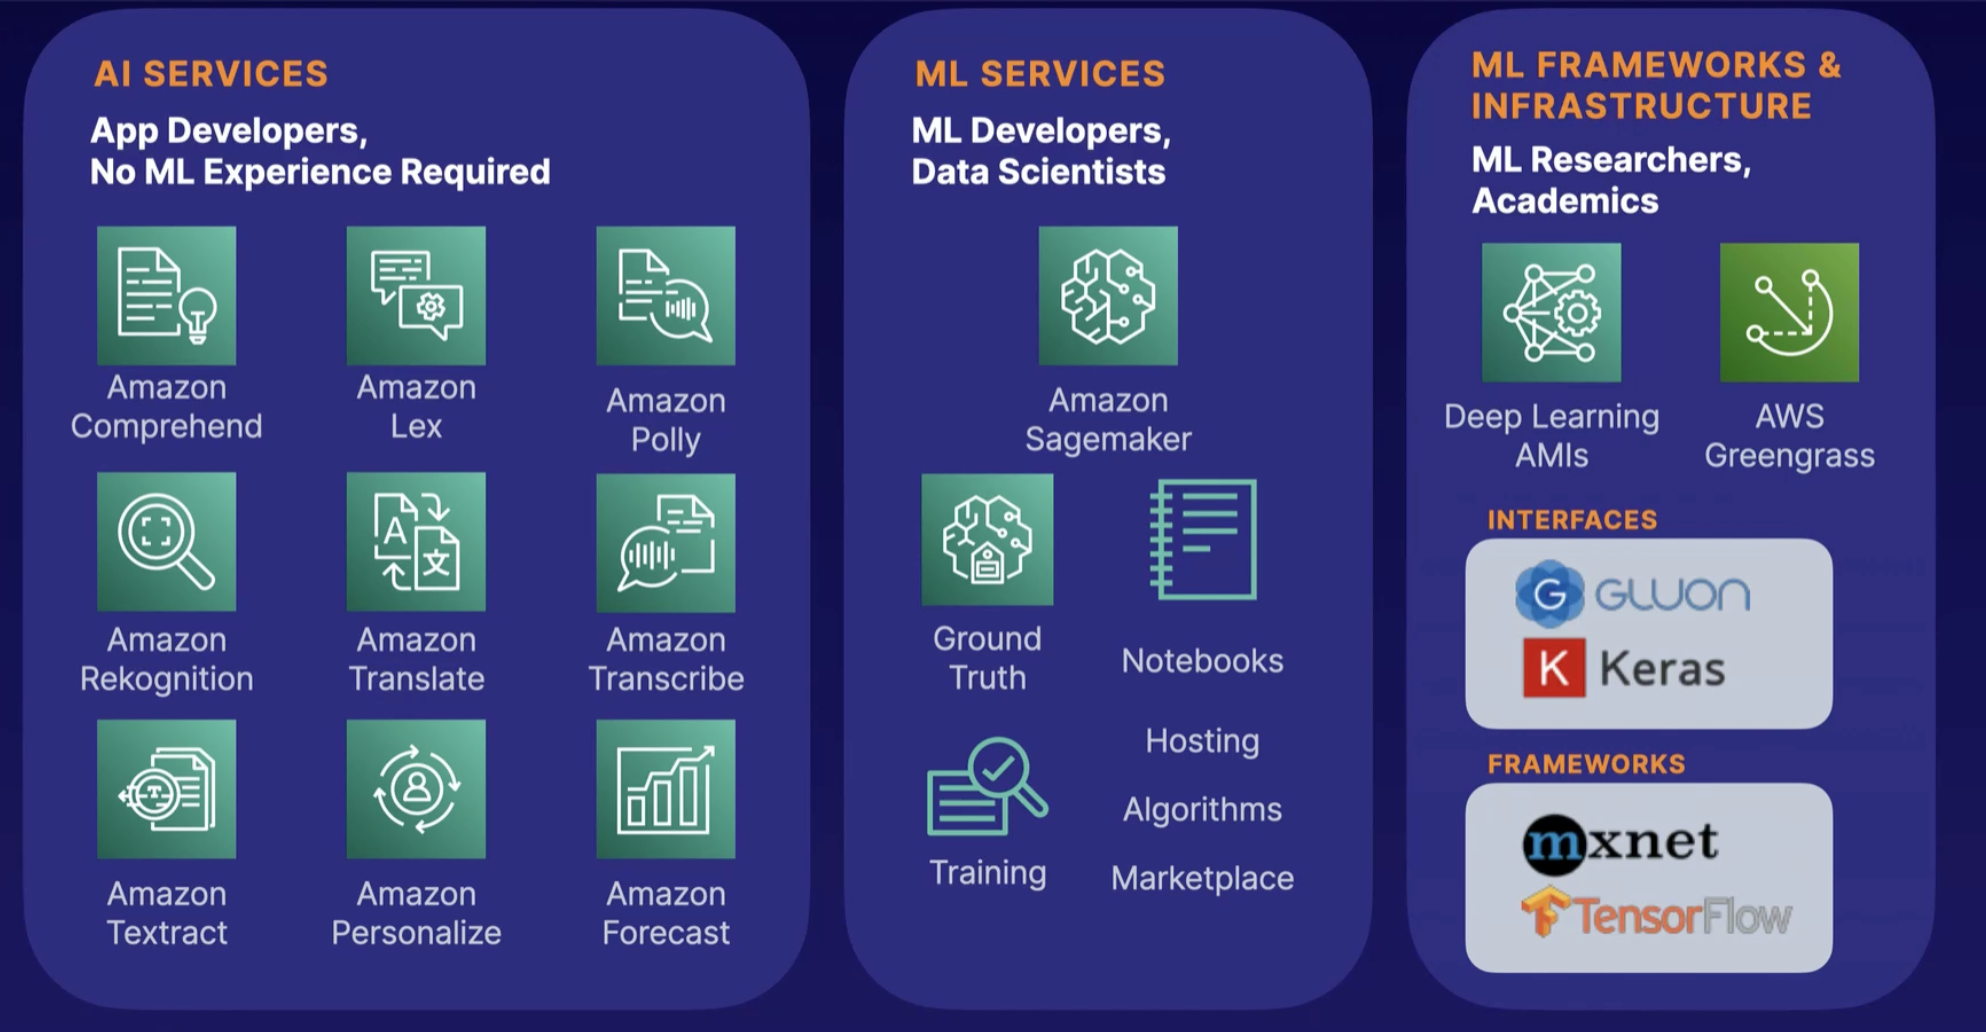 AI SERVICES
App Developers,
No ML Experience Required
Amazon
Comprehend
Amazon
Lex
Amazon
Polly
Amazon
Rekognition
Amazon
Translate
Amazon
Transcribe
Amazon
Textract
Amazon
Personalize
Amazon
Forecast
ML SERVICES
ML Developers,
Data Scientists
Amazon
Sagemaker
Ground
Truth
Notebooks
Training
Hosting
Algorithms
Marketplace
ML FRAMEWORKS &
INFRASTRUCTURE
ML Researchers,
Academics
Deep Learning
AMIs
AWS
Greengrass
INTERFACES
G GLUON
K Keras
FRAMEWORKS
mxnet
TensorFlow
A
文
T